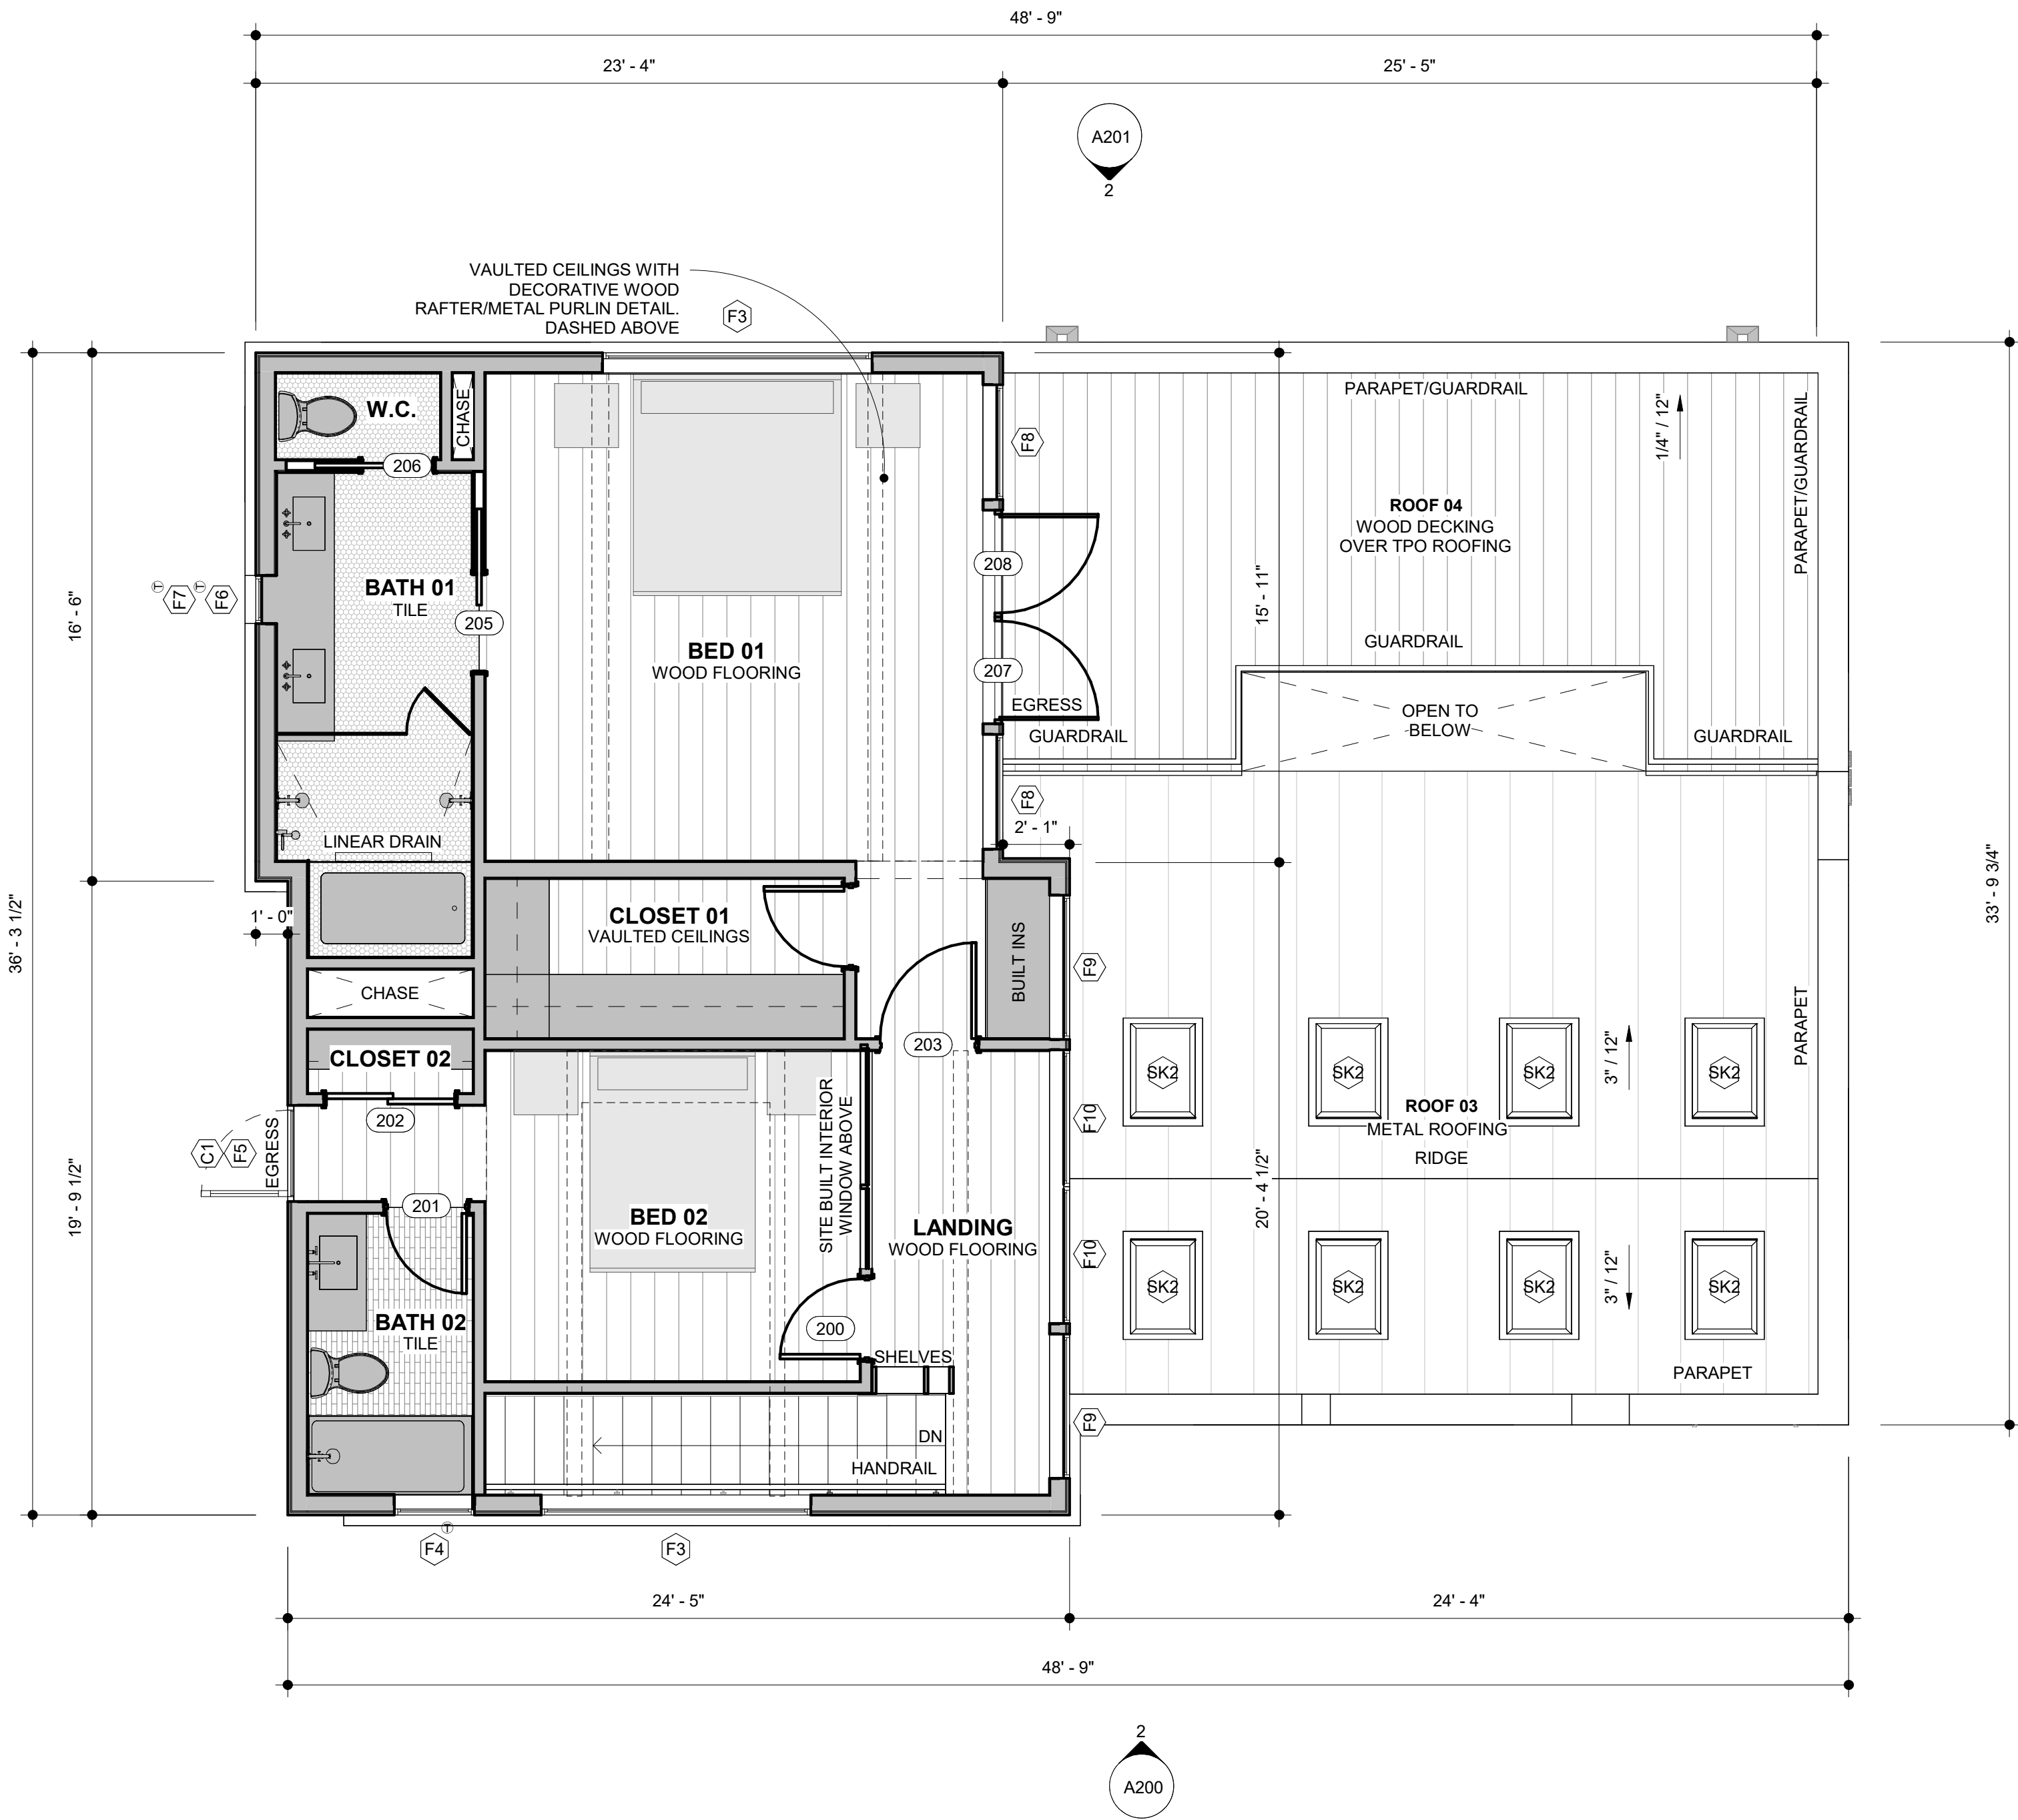 48' - 9"
23' - 4"
25' - 5"
A201
2
VAULTED CEILINGS WITH
DECORATIVE WOOD
RAFTER/METAL PURLIN DETAIL.
DASHED ABOVE
F3
W.C.
CHASE
206
PARAPET/GUARDRAIL
1/4" / 12"
PARAPET/GUARDRAIL
F8
ROOF 04
WOOD DECKING
OVER TPO ROOFING
208
T
F7
T
F6
BATH 01
TILE
205
16' - 6"
15' - 11"
BED 01
WOOD FLOORING
GUARDRAIL
207
EGRESS
GUARDRAIL
OPEN TO
BELOW
GUARDRAIL
F8
2' - 1"
LINEAR DRAIN
1' - 0"
36' - 3 1/2"
33' - 9 3/4"
CLOSET 01
VAULTED CEILINGS
BUILT INS
F9
CHASE
CLOSET 02
203
PARAPET
SK2
SK2
SK2
SK2
3" / 12"
202
F10
ROOF 03
METAL ROOFING
RIDGE
C1
F5
EGRESS
SITE BUILT INTERIOR
WINDOW ABOVE
19' - 9 1/2"
20' - 4 1/2"
201
BED 02
WOOD FLOORING
LANDING
WOOD FLOORING
F10
SK2
SK2
SK2
SK2
3" / 12"
BATH 02
TILE
200
SHELVES
PARAPET
F9
DN
HANDRAIL
T
F4
F3
24' - 5"
24' - 4"
48' - 9"
2
A200